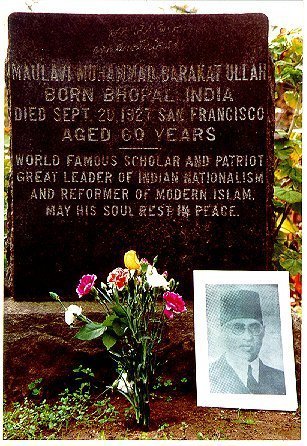 MAULAVI MUHAMMAD BARAKAT ULLAH
BORN BHOPAL INDIA
DIED SEPT. 20, 1927 SAN FRANCISCO
AGED 60 YEARS
WORLD FAMOUS SCHOLAR AND PATRIOT
GREAT LEADER OF INDIAN NATIONALISM
AND REFORMER OF MODERN ISLAM,
MAY HIS SOUL REST IN PEACE.